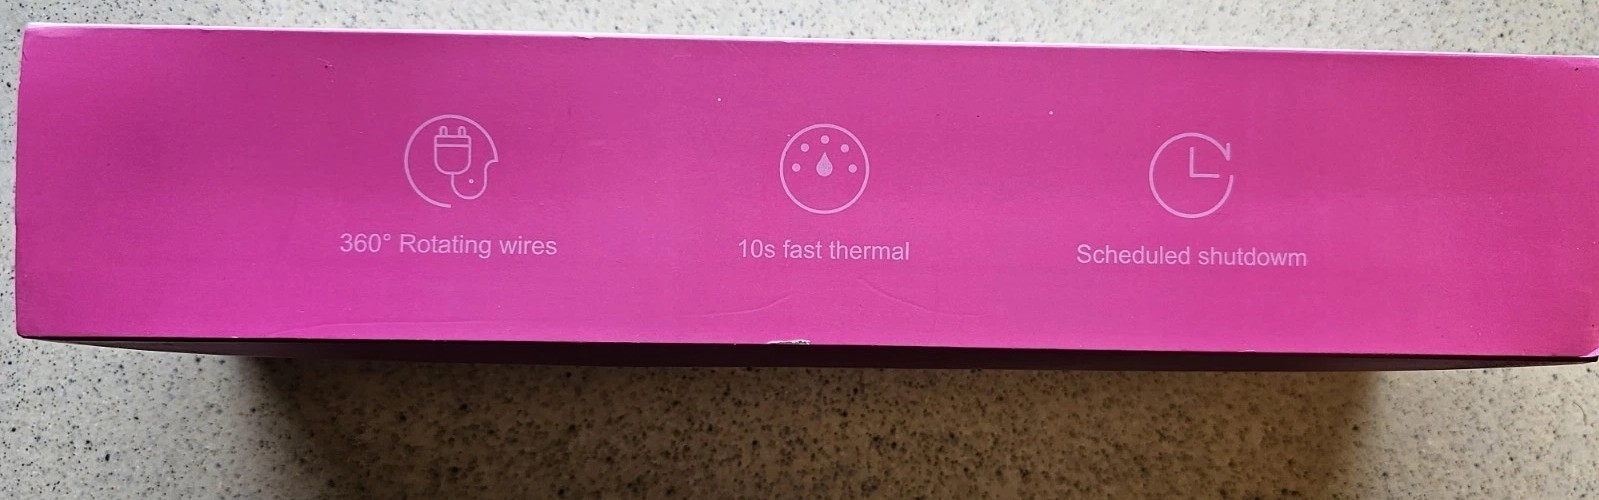 360° Rotating wires
10s fast thermal
Scheduled shutdowm